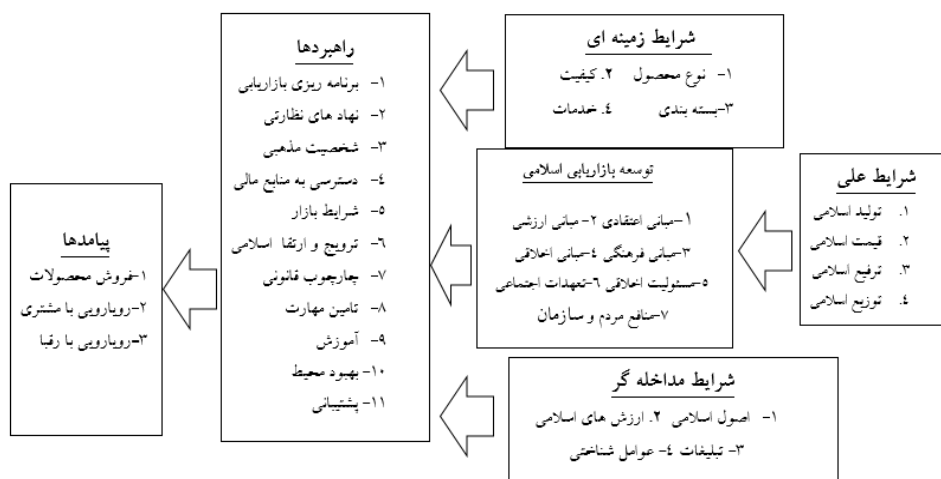 شرایط زمینه ای
۱- نوع محصول ۲. کیفیت
۳-بسته بندی ۴. خدمات
شرایط علی
۱. تولید اسلامی
۲. قیمت اسلامی
۳. ترفیع اسلامی
۴. توزیع اسلامی
توسعه بازاریابی اسلامی
۱-مبانی اعتقادی ۲- مبانی ارزشی
۳-مبانی فرهنگی ۴- مبانی اخلاقی
۵-مسئولیت اخلاقی ۶-تعهدات اجتماعی
۷-منافع مردم و سازمان
شرایط مداخله گر
۱- اصول اسلامی ۲. ارزش های اسلامی
۳- تبلیغات ۴- عوامل شناختی
راهبردها
۱- برنامه ریزی بازاریابی
۲- نهاد های نظارتی
۳- شخصیت مذهبی
۴- دسترسی به منابع مالی
۵- شرایط بازار
۶- ترویج و ارتقا اسلامی
۷- چارچوب قانونی
۸- تامین مهارت
۹- آموزش
۱۰- بهبود محیط
۱۱- پشتیبانی
پیامدها
۱-فروش محصولات
۲-رویارویی با مشتری
۳-رویارویی با رقبا